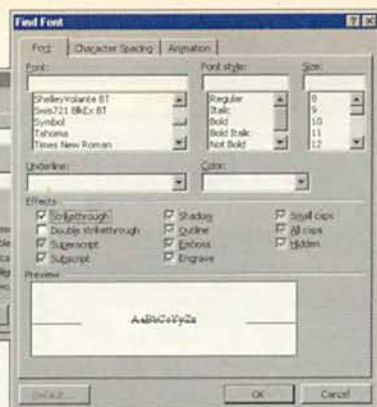 Find Font
Font Character Spacing Animation
Font: Font style: Size:
ShelleyVolante BT Regular 8
Swis721 BlkEx BT Italic 9
Symbol Bold 10
Tahoma Bold Italic 11
Times New Roman Not Bold 12
Underline: Color:
Effects
Strikethrough Shadow Small caps
Double strikethrough Outline All caps
Superscript Emboss Hidden
Subscript Engrave
Preview
AaBbCcYyZz
Default... OK Cancel